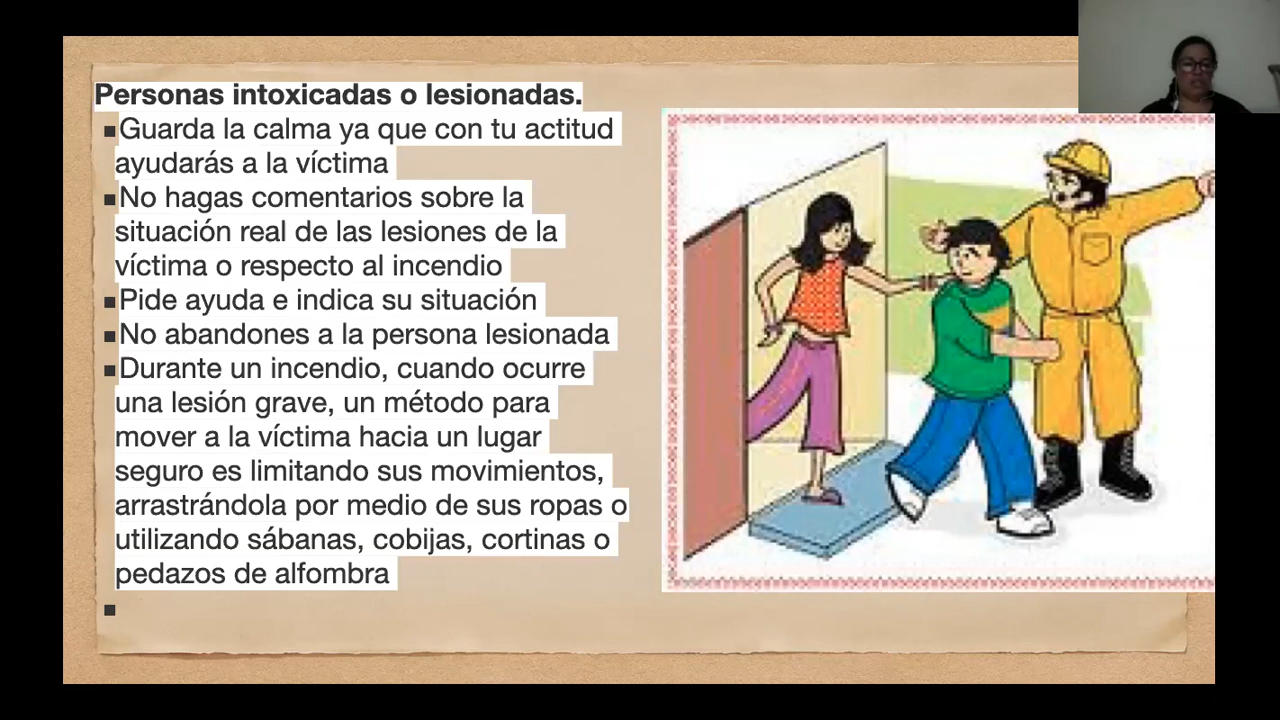 Personas intoxicadas o lesionadas.
▪Guarda la calma ya que con tu actitud
ayudarás a la víctima
▪No hagas comentarios sobre la
situación real de las lesiones de la
víctima o respecto al incendio
▪Pide ayuda e indica su situación
▪No abandones a la persona lesionada
▪Durante un incendio, cuando ocurre
una lesión grave, un método para
mover a la víctima hacia un lugar
seguro es limitando sus movimientos,
arrastrándola por medio de sus ropas o
utilizando sábanas, cobijas, cortinas o
pedazos de alfombra
▪